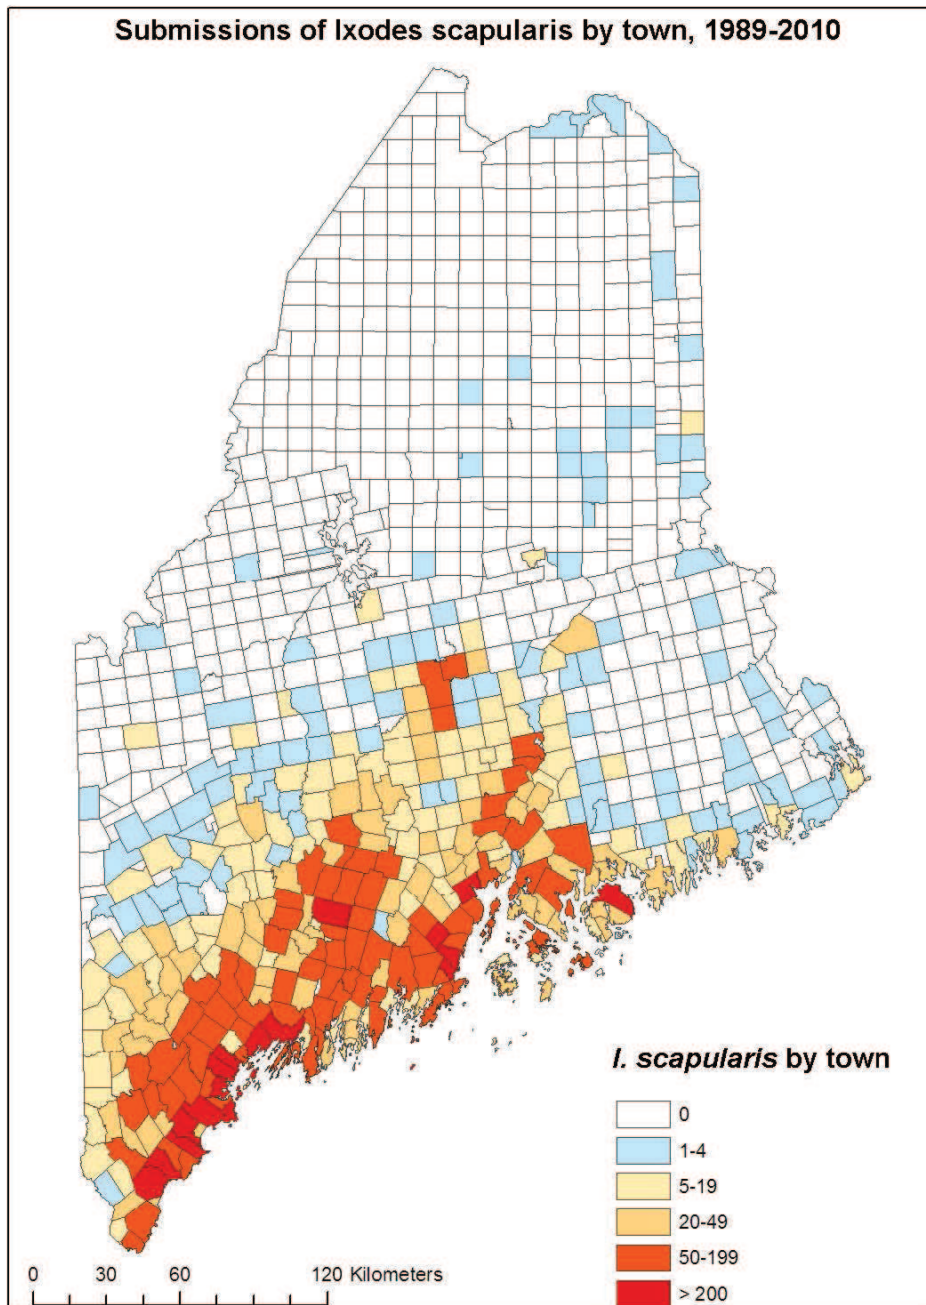 Submissions of Ixodes scapularis by town, 1989-2010
I. scapularis by town
0
1-4
5-19
20-49
50-199
> 200
0 30 60 120 Kilometers